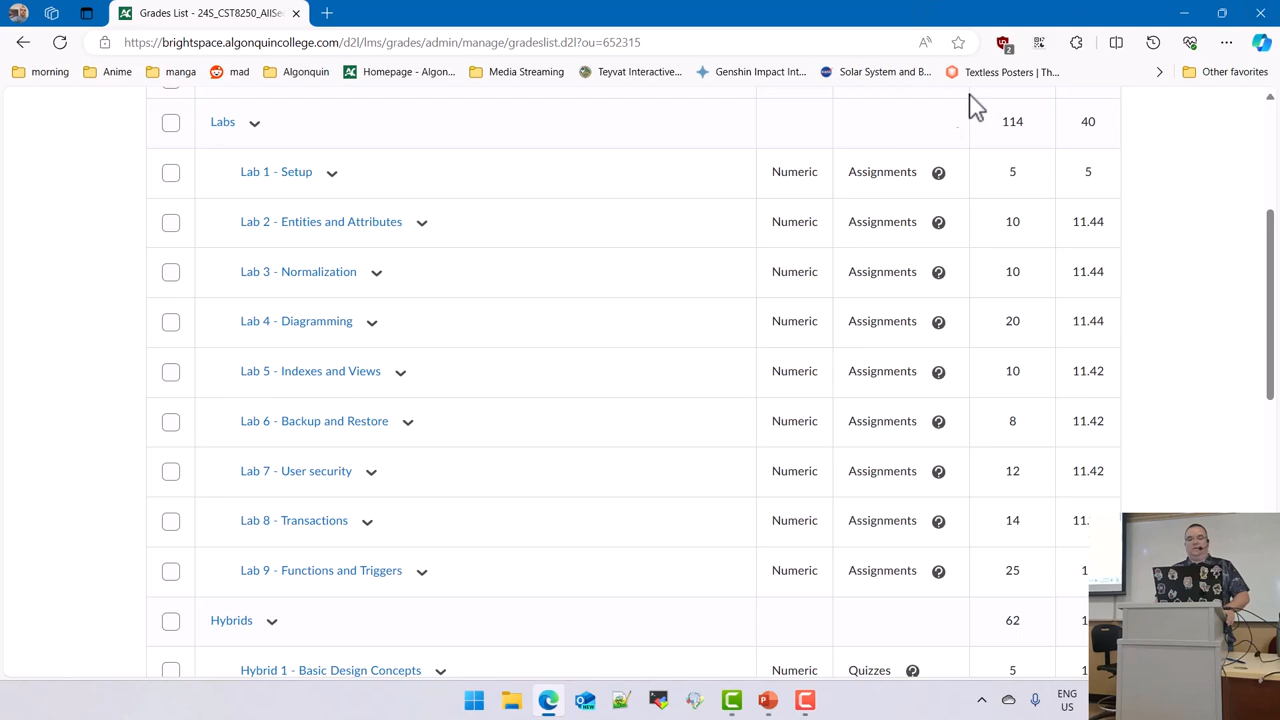 Grades List - 24S_CST8250_AllSe
https://brightspace.algonquincollege.com/d2l/lms/grades/admin/manage/gradeslist.d2l?ou=652315
2
morning Anime manga mad Algonquin Homepage - Algon... Media Streaming Teyvat Interactive... Genshin Impact Int... Solar System and B... Textless Posters | Th... Other favorites
Labs 114 40
Lab 1 - Setup Numeric Assignments 5 5
Lab 2 - Entities and Attributes Numeric Assignments 10 11.44
Lab 3 - Normalization Numeric Assignments 10 11.44
Lab 4 - Diagramming Numeric Assignments 20 11.44
Lab 5 - Indexes and Views Numeric Assignments 10 11.42
Lab 6 - Backup and Restore Numeric Assignments 8 11.42
Lab 7 - User security Numeric Assignments 12 11.42
Lab 8 - Transactions Numeric Assignments 14 11.
Lab 9 - Functions and Triggers Numeric Assignments 25 1
Hybrids 62 1
Hybrid 1 - Basic Design Concepts Numeric Quizzes 5 1
ENG
US